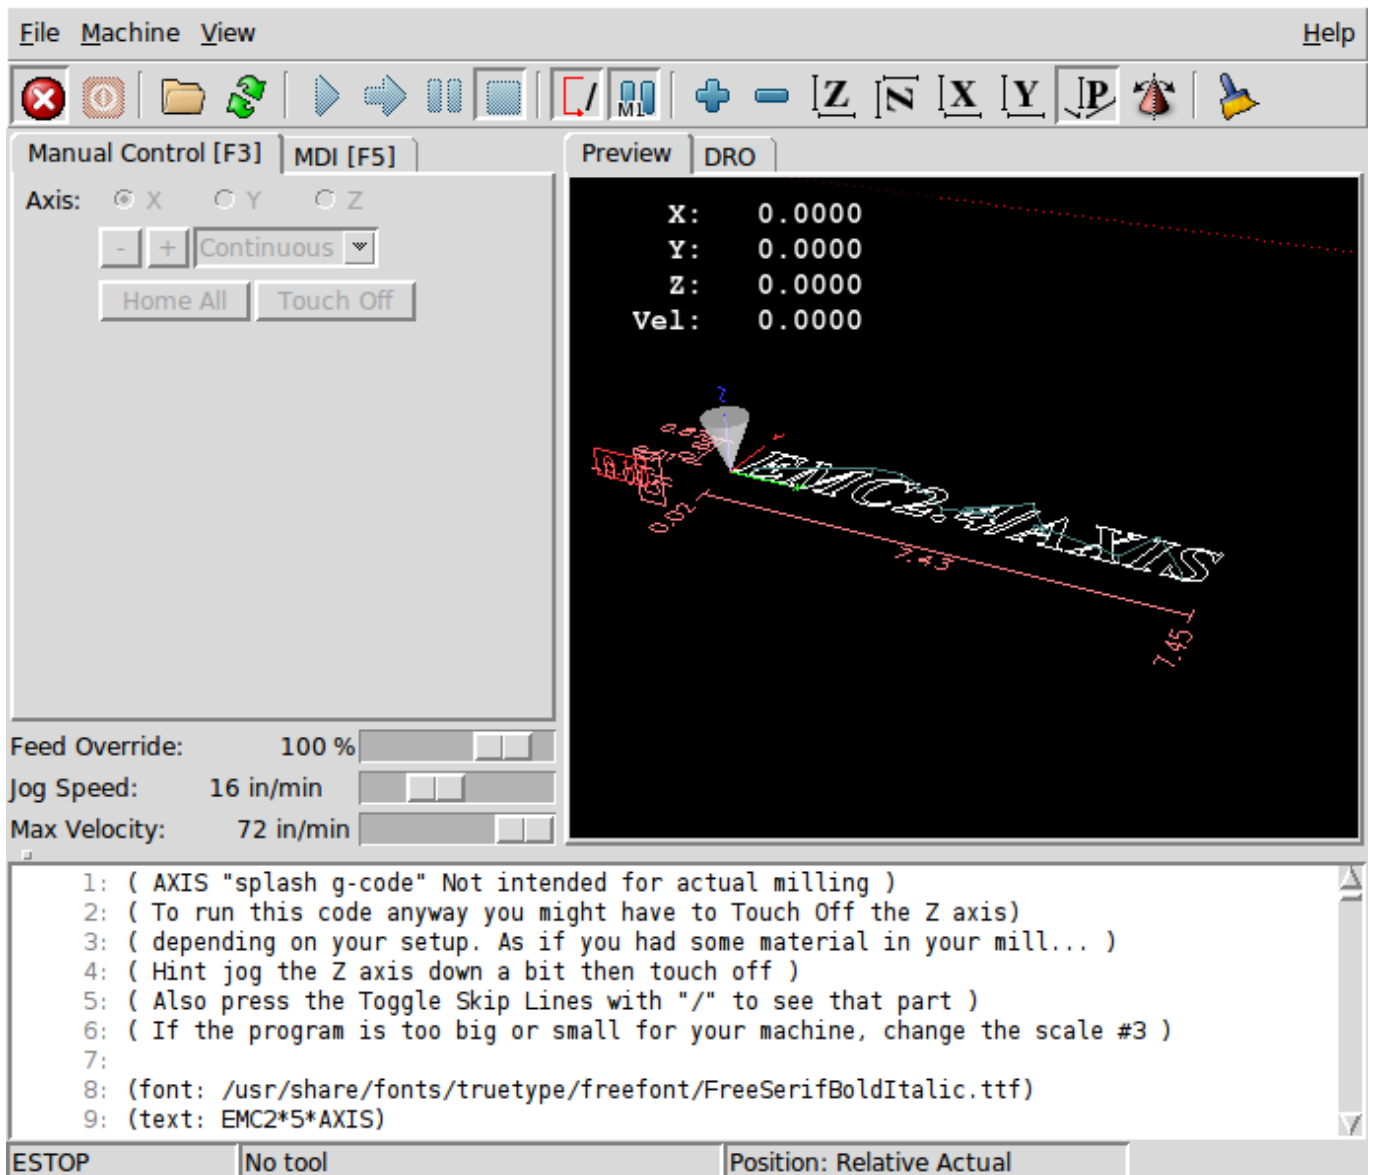 File Machine View Help
M1 Z N X Y P
Manual Control [F3] MDI [F5] Preview DRO
Axis: X Y Z
- + Continuous
Home All Touch Off
X: 0.0000
Y: 0.0000
Z: 0.0000
Vel: 0.0000
Z
EMC2.4/AXIS
0.02
7.43
7.45
Feed Override: 100 %
Jog Speed: 16 in/min
Max Velocity: 72 in/min
1: ( AXIS "splash g-code" Not intended for actual milling )
2: ( To run this code anyway you might have to Touch Off the Z axis)
3: ( depending on your setup. As if you had some material in your mill... )
4: ( Hint jog the Z axis down a bit then touch off )
5: ( Also press the Toggle Skip Lines with "/" to see that part )
6: ( If the program is too big or small for your machine, change the scale #3 )
7:
8: (font: /usr/share/fonts/truetype/freefont/FreeSerifBoldItalic.ttf)
9: (text: EMC2*5*AXIS)
ESTOP No tool Position: Relative Actual